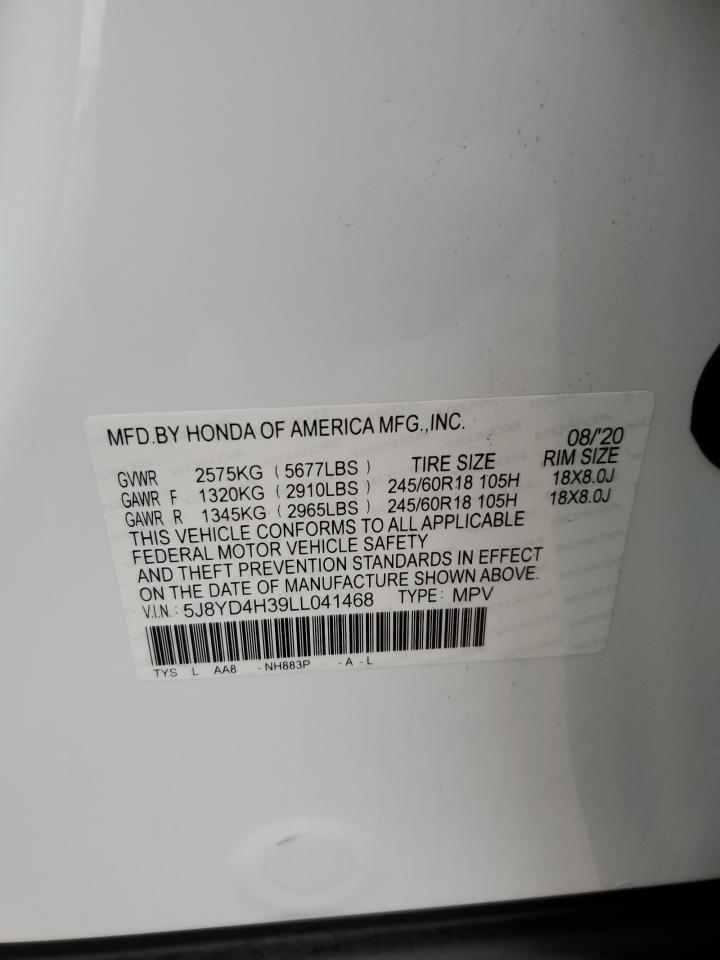 MFD.BY HONDA OF AMERICA MFG.,INC. 08/'20
TIRE SIZE RIM SIZE
GVWR 2575KG ( 5677LBS )
GAWR F 1320KG ( 2910LBS ) 245/60R18 105H 18X8.0J
GAWR R 1345KG ( 2965LBS ) 245/60R18 105H 18X8.0J
THIS VEHICLE CONFORMS TO ALL APPLICABLE
FEDERAL MOTOR VEHICLE SAFETY
AND THEFT PREVENTION STANDARDS IN EFFECT
ON THE DATE OF MANUFACTURE SHOWN ABOVE.
V.I.N.: 5J8YD4H39LL041468 TYPE: MPV
TYS L AA8 -NH883P -A -L